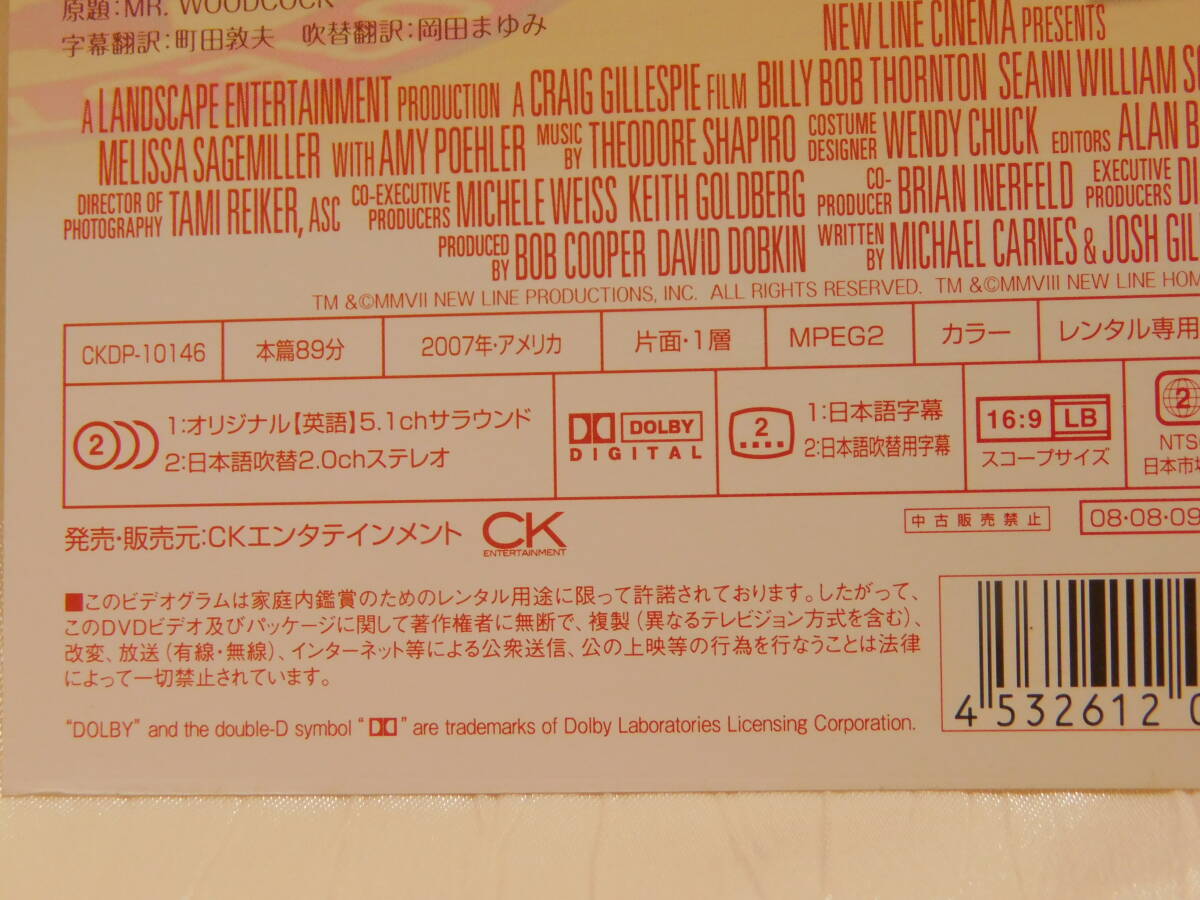 原題：MR. WOODCOCK
字幕翻訳：町田敦夫　吹替翻訳：岡田まゆみ
NEW LINE CINEMA PRESENTS
A LANDSCAPE ENTERTAINMENT PRODUCTION A CRAIG GILLESPIE FILM BILLY BOB THORNTON SEANN WILLIAM
MELISSA SAGEMILLER WITH AMY POEHLER MUSIC BY THEODORE SHAPIRO COSTUME DESIGNER WENDY CHUCK EDITORS ALAN
DIRECTOR OF PHOTOGRAPHY TAMI REIKER, ASC CO-EXECUTIVE PRODUCERS MICHELE WEISS KEITH GOLDBERG CO-PRODUCER BRIAN INERFELD EXECUTIVE PRODUCERS
PRODUCED BY BOB COOPER DAVID DOBKIN WRITTEN BY MICHAEL CARNES & JOSH
TM &©MMVII NEW LINE PRODUCTIONS, INC. ALL RIGHTS RESERVED. TM &©MMVIII NEW LINE
CKDP-10146 本篇89分 2007年・アメリカ 片面・1層 MPEG2 カラー レンタル専用
2 1:オリジナル【英語】5.1chサラウンド
2:日本語吹替2.0chステレオ
DOLBY
DIGITAL
2 1:日本語字幕
2:日本語吹替用字幕
16:9 LB
スコープサイズ
2
NTSC
日本市場
発売・販売元：CKエンタテインメント CK
ENTERTAINMENT
中古販売禁止
08・08・09
■このビデオグラムは家庭内鑑賞のためのレンタル用途に限って許諾されております。したがって、
このDVDビデオ及びパッケージに関して著作権者に無断で、複製（異なるテレビジョン方式を含む）、
改変、放送（有線・無線）、インターネット等による公衆送信、公の上映等の行為を行なうことは法律
によって一切禁止されています。
"DOLBY" and the double-D symbol " " are trademarks of Dolby Laboratories Licensing Corporation.
4 532612